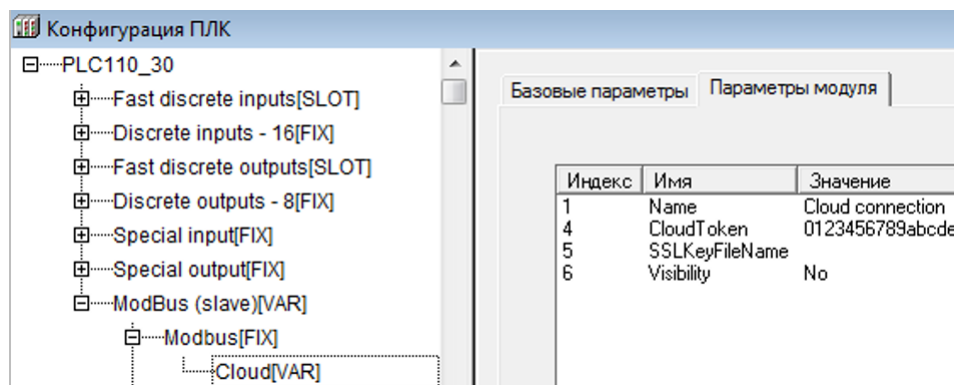 Конфигурация ПЛК
PLC110_30
Fast discrete inputs[SLOT]
Discrete inputs - 16[FIX]
Fast discrete outputs[SLOT]
Discrete outputs - 8[FIX]
Special input[FIX]
Special output[FIX]
ModBus (slave)[VAR]
Modbus[FIX]
Cloud[VAR]
Базовые параметры Параметры модуля
Индекс Имя Значение
1 Name Cloud connection
4 CloudToken 0123456789abcde
5 SSLKeyFileName
6 Visibility No